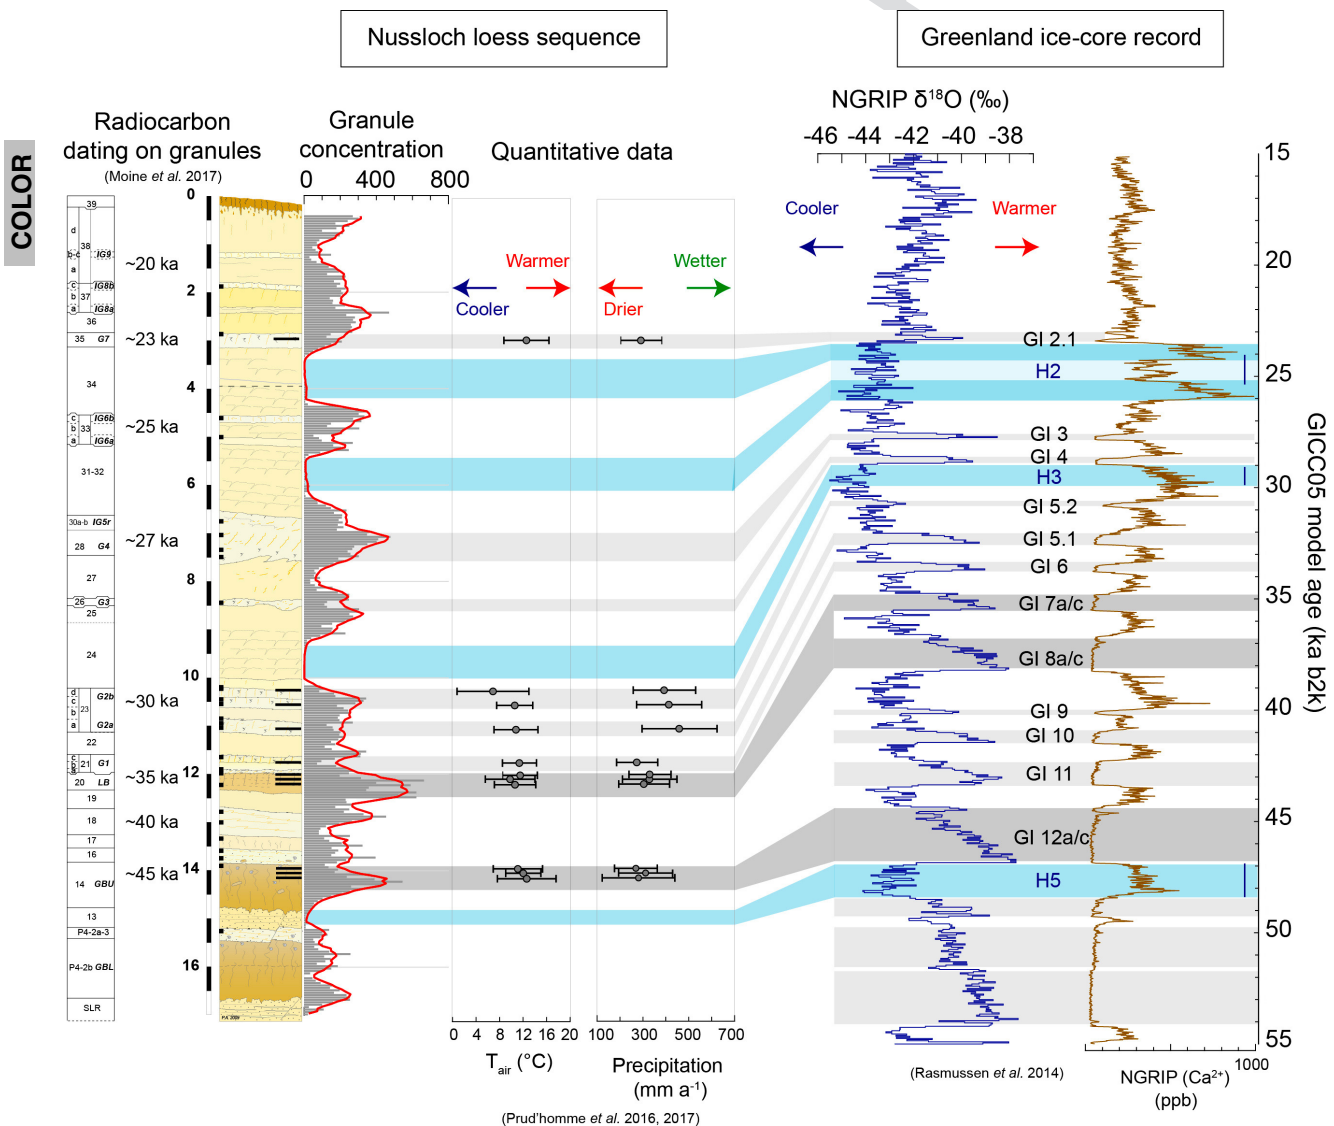 Nussloch loess sequence
Greenland ice-core record
COLOR
Radiocarbon
dating on granules
(Moine et al. 2017)
Granule
concentration
0 400 800
Quantitative data
NGRIP δ18O (‰)
-46 -44 -42 -40 -38
Cooler
Warmer
Warmer
Cooler
Wetter
Drier
0
2
4
6
8
10
12
14
16
~20 ka
~23 ka
~25 ka
~27 ka
~30 ka
~35 ka
~40 ka
~45 ka
39
d
38
b-c IG9
a
c IG8b
b 37
a IG8a
36
35 G7
34
c IG6b
b 33
a IG6a
31-32
30a-b IG5r
28 G4
27
26 G3
25
24
d
c G2b
23
b
a G2a
22
21 G1
20 LB
19
18
17
16
14 GBU
13
P4-2a-3
P4-2b GBL
SLR
P.A. 2009
GI 2.1
H2
GI 3
GI 4
H3
GI 5.2
GI 5.1
GI 6
GI 7a/c
GI 8a/c
GI 9
GI 10
GI 11
GI 12a/c
H5
15
20
25
30
35
40
45
50
55
GICC05 model age (ka b2k)
0 4 8 12 16 20
Tair (°C)
100 300 500 700
Precipitation
(mm a-1)
(Prud'homme et al. 2016, 2017)
(Rasmussen et al. 2014)
1000
NGRIP (Ca2+)
(ppb)